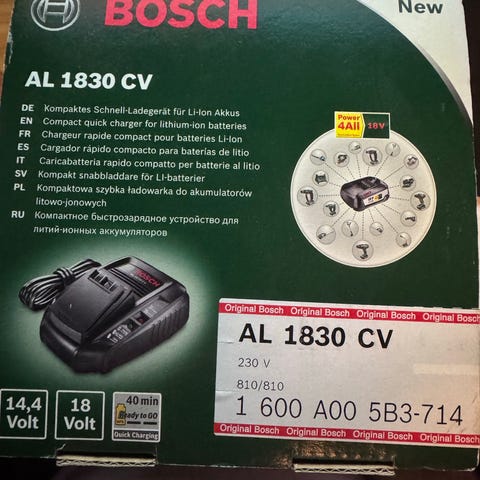 BOSCH
New
AL 1830 CV
DE Kompaktes Schnell-Ladegerät für Li-Ion Akkus
EN Compact quick charger for lithium-ion batteries
FR Chargeur rapide compact pour batteries Li-Ion
ES Cargador rápido compacto para baterías de litio
IT Caricabatteria rapido compatto per batterie al litio
SV Kompakt snabbladdare för LI-batterier
PL Kompaktowa szybka ładowarka do akumulatorów
litowo-jonowych
RU Компактное быстрозарядное устройство для
литий-ионных аккумуляторов
Power
4All
18V
BOSCH
Original Bosch Original Bosch Original Bosch Original Bosch
AL 1830 CV
230 V
810/810
1 600 A00 5B3-714
Original Bosch Original Bosch Original Bosch Original Bosch
14,4
Volt
18
Volt
40 min
Ready to GO
Quick Charging